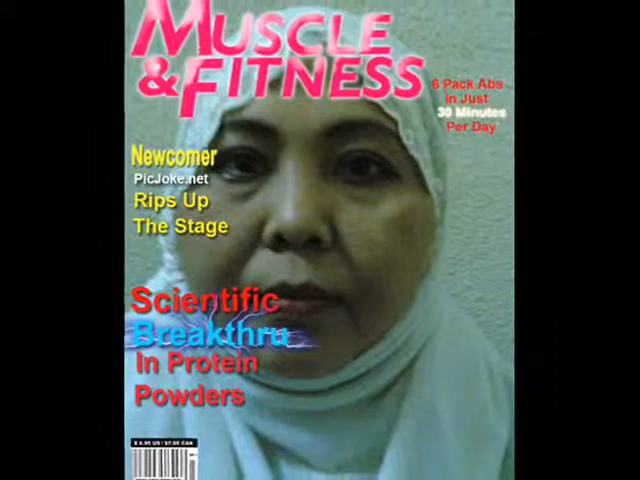 MUSCLE
& FITNESS
6 Pack Abs
in Just
30 Minutes
Per Day
Newcomer
PicJoke.net
Rips Up
The Stage
Scientific
Breakthru
In Protein
Powders